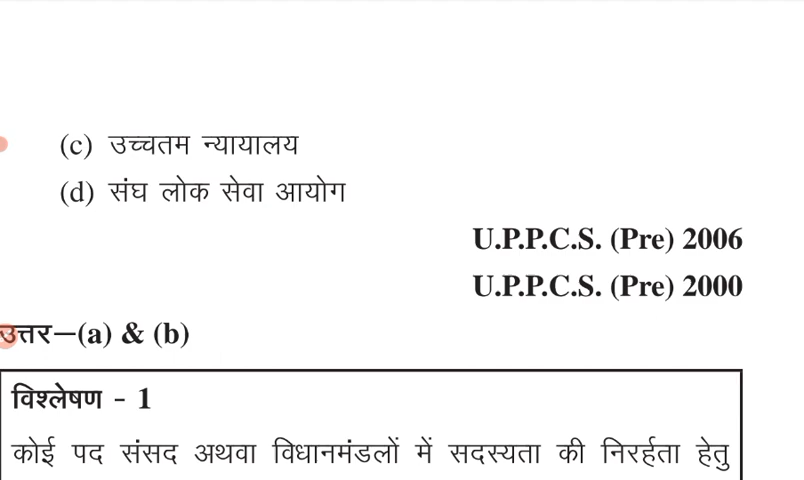 (c) उच्चतम न्यायालय
(d) संघ लोक सेवा आयोग
U.P.P.C.S. (Pre) 2006
U.P.P.C.S. (Pre) 2000
उत्तर–(a) & (b)
विश्लेषण - 1
कोई पद संसद अथवा विधानमंडलों में सदस्यता की निरर्हता हेतु